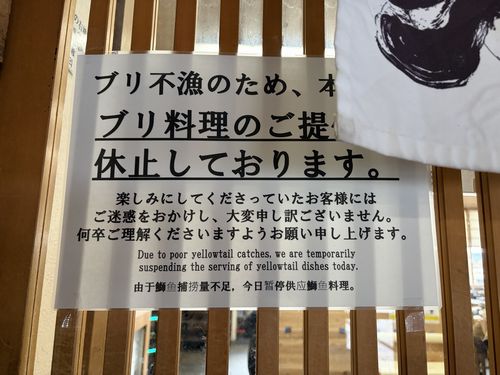 ブリ不漁のため、本
ブリ料理のご提
休止しております。
楽しみにしてくださっていたお客様には
ご迷惑をおかけし、大変申し訳ございません。
何卒ご理解くださいますようお願い申し上げます。
Due to poor yellowtail catches, we are temporarily
suspending the serving of yellowtail dishes today.
由于鰤鱼捕捞量不足，今日暂停供应鰤鱼料理。